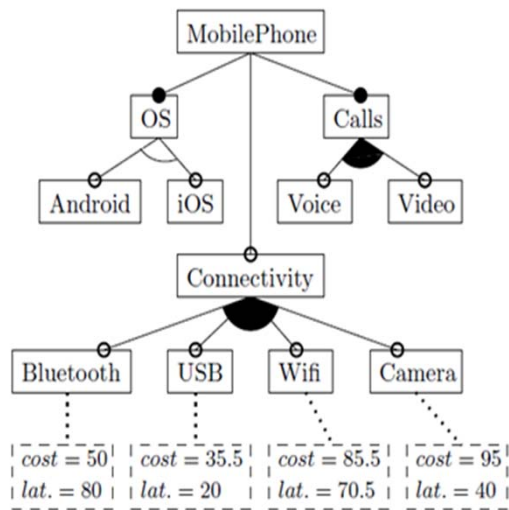 MobilePhone
OS
Calls
Android
iOS
Voice
Video
Connectivity
Bluetooth
USB
Wifi
Camera
cost = 50
lat. = 80
cost = 35.5
lat. = 20
cost = 85.5
lat. = 70.5
cost = 95
lat. = 40